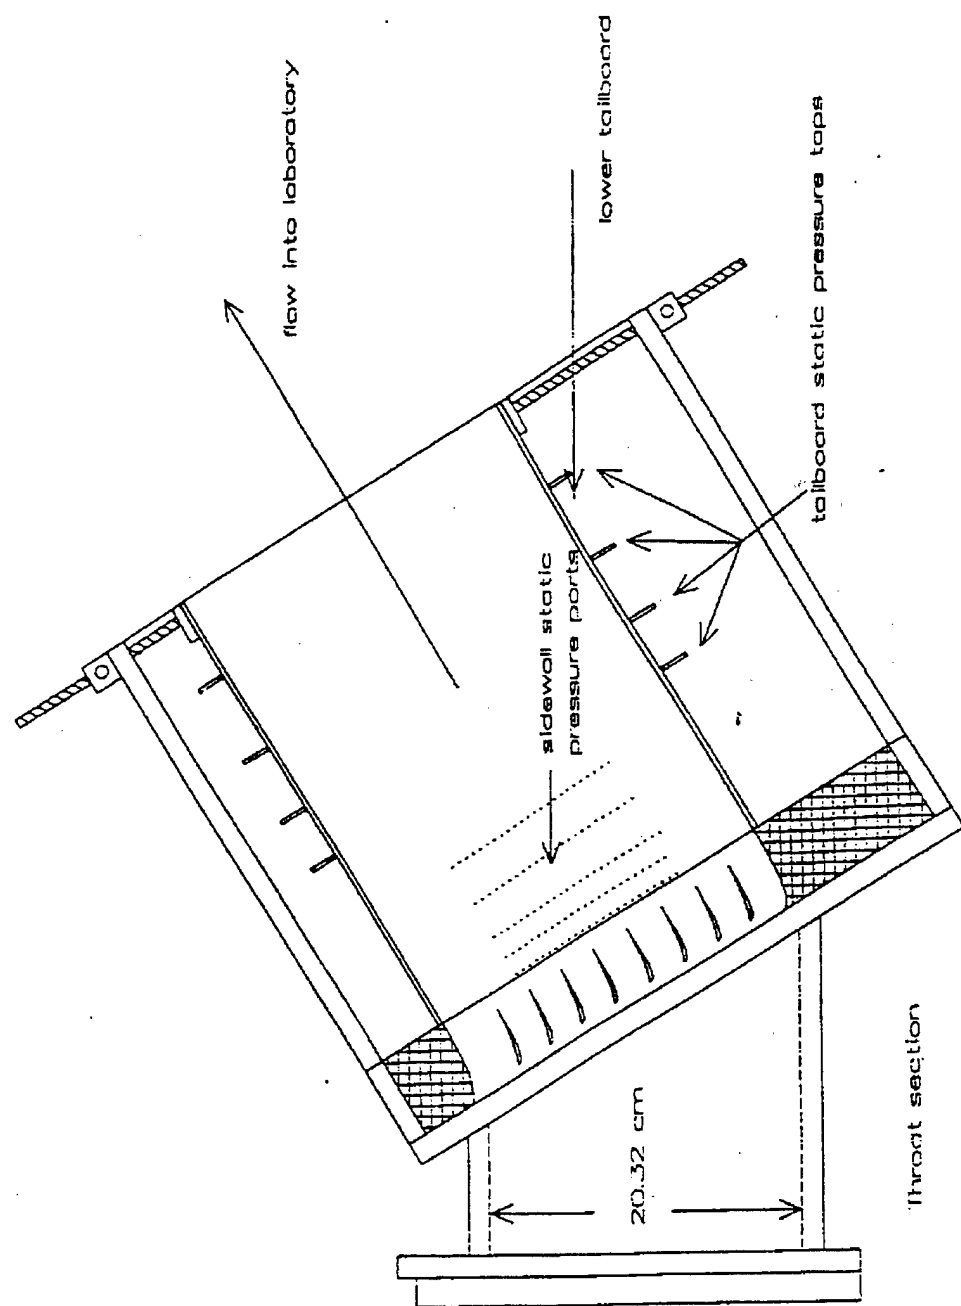 flow into laboratory
lower tailboard
tailboard static pressure taps
sidewall static
pressure ports
20.32 cm
Throat section